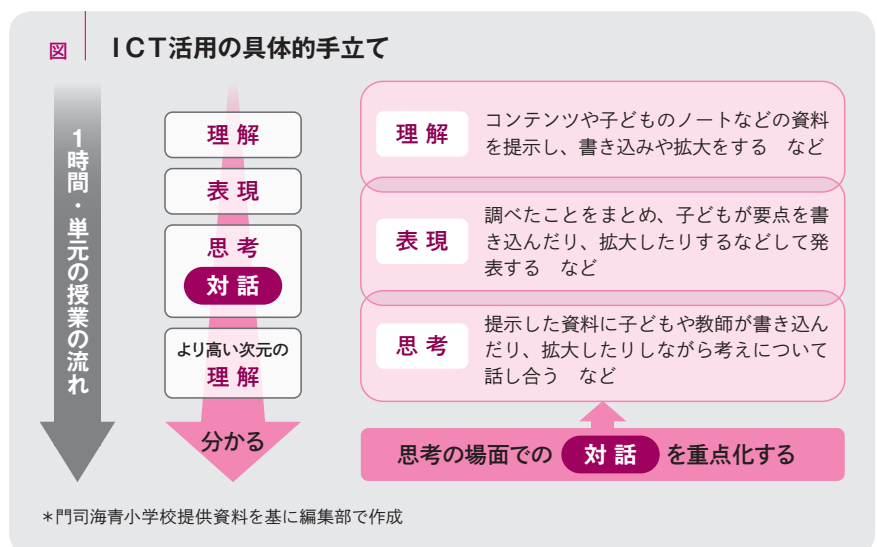 図 ICT活用の具体的手立て
1時間・単元の授業の流れ
理解
表現
思考
対話
より高い次元の
理解
分かる
理解
コンテンツや子どものノートなどの資料
を提示し、書き込みや拡大をする　など
表現
調べたことをまとめ、子どもが要点を書
き込んだり、拡大したりするなどして発
表する　など
思考
提示した資料に子どもや教師が書き込ん
だり、拡大したりしながら考えについて
話し合う　など
思考の場面での 対話 を重点化する
＊門司海青小学校提供資料を基に編集部で作成